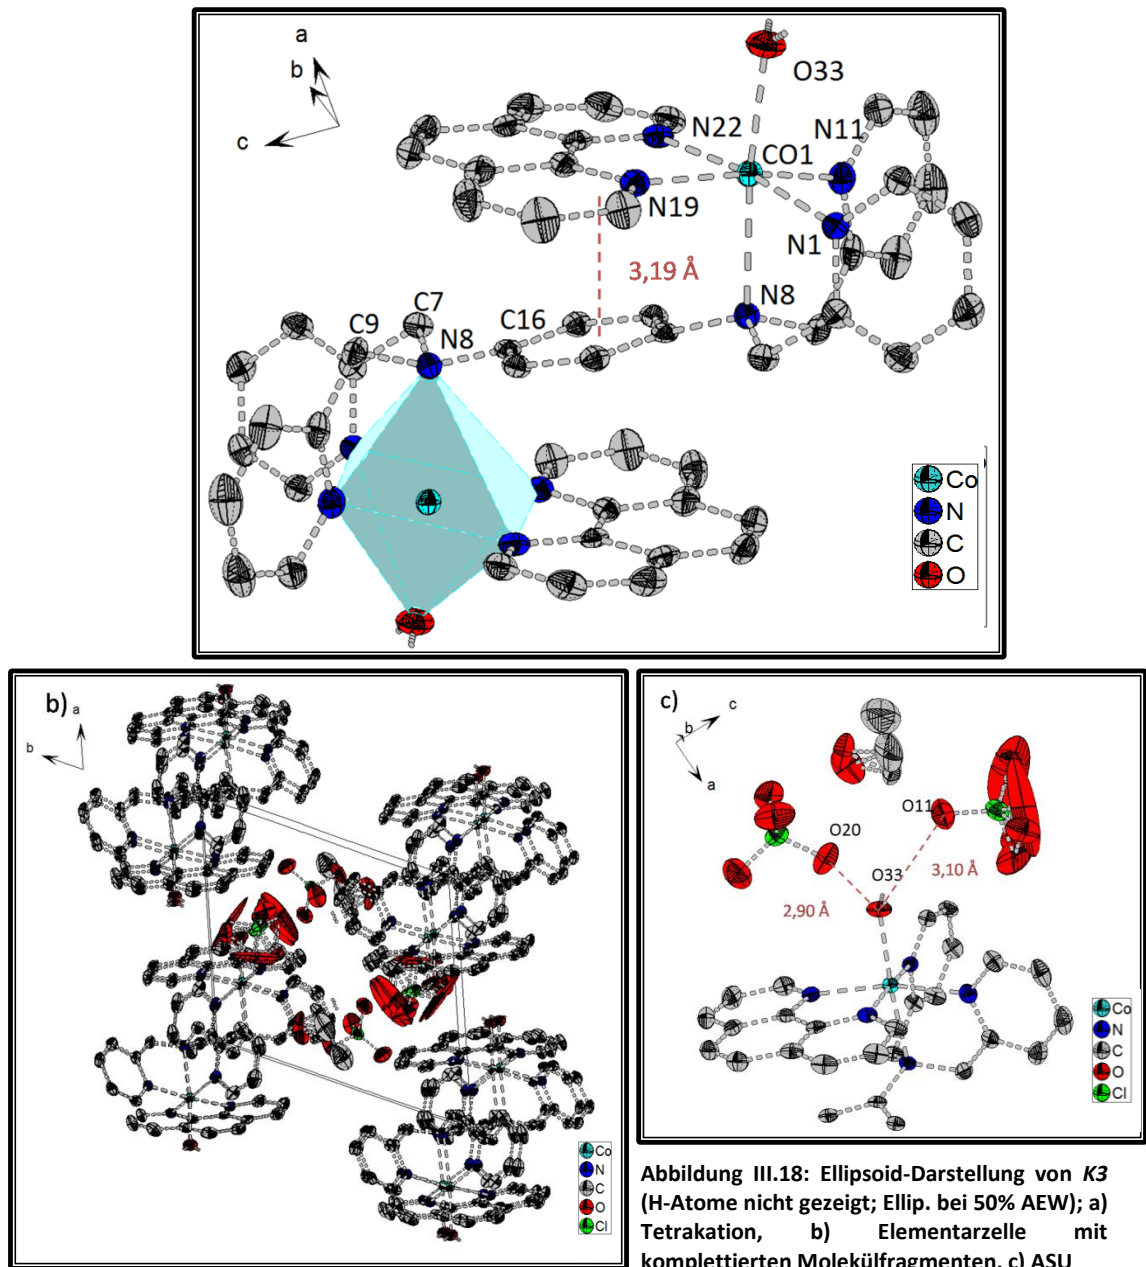 a
b
c
O33
N22
N11
CO1
N19
N1
3,19 Å
N8
C7
C16
C9
N8
Co
N
C
O
b)
a
b
Co
N
C
O
Cl
c)
c
b
a
O11
O20
O33
3,10 Å
2,90 Å
Co
N
C
O
Cl
Abbildung III.18: Ellipsoid-Darstellung von K3
(H-Atome nicht gezeigt; Ellip. bei 50% AEW); a)
Tetrakation, b) Elementarzelle mit
komplettierten Molekülfragmenten, c) ASU